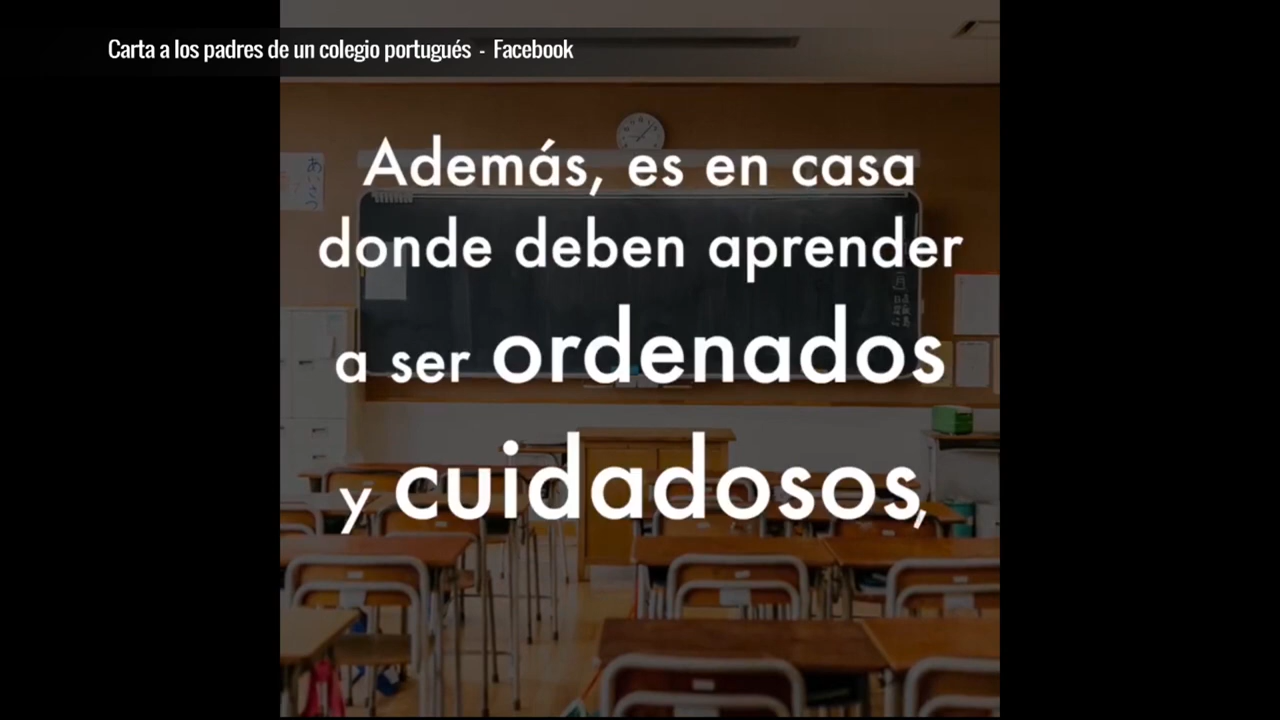 Carta a los padres de un colegio portugués - Facebook
Además, es en casa
donde deben aprender
a ser ordenados
y cuidadosos,